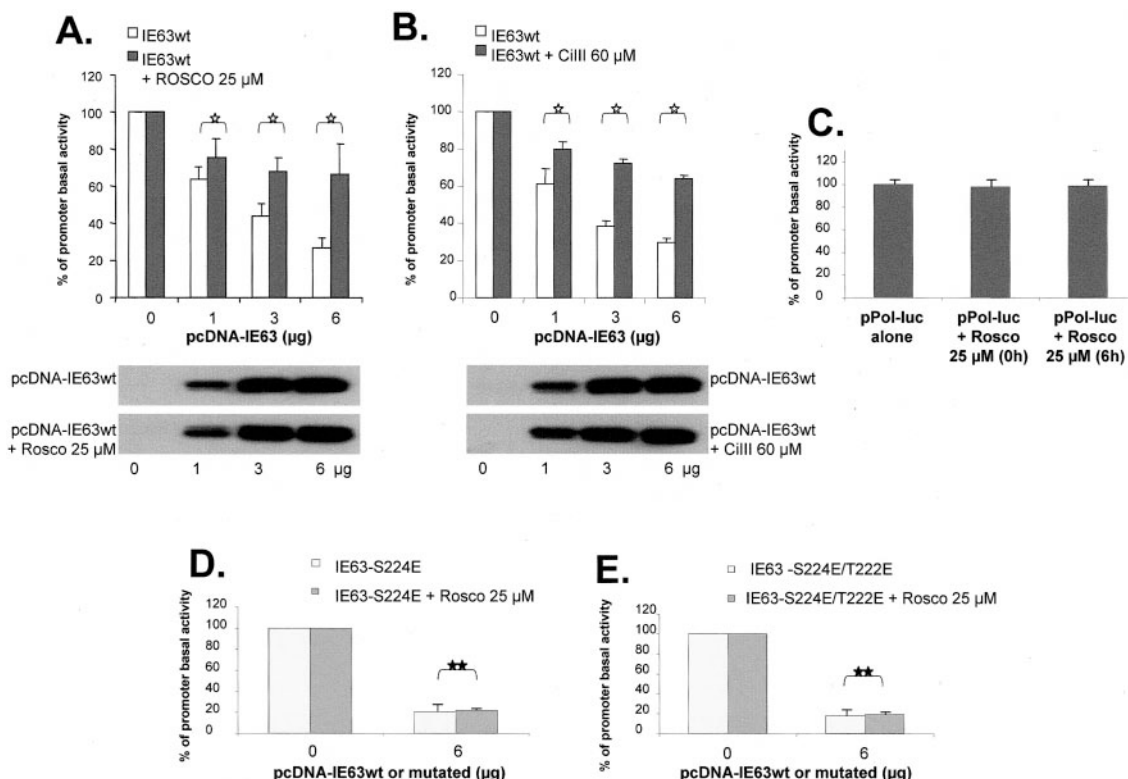 A.
IE63wt
IE63wt
+ ROSCO 25 µM
% of promoter basal activity
120
100
80
60
40
20
0
0 1 3 6
pcDNA-IE63 (µg)
pcDNA-IE63wt
pcDNA-IE63wt
+ Rosco 25 µM
0 1 3 6 µg
B.
IE63wt
IE63wt + CiIII 60 µM
% of promoter basal activity
120
100
80
60
40
20
0
0 1 3 6
pcDNA-IE63 (µg)
pcDNA-IE63wt
pcDNA-IE63wt
+ CiIII 60 µM
0 1 3 6 µg
C.
% of promoter basal activity
120
100
80
60
40
20
0
pPol-luc pPol-luc pPol-luc
alone + Rosco + Rosco
25 µM (0h) 25 µM (6h)
D.
IE63-S224E
IE63-S224E + Rosco 25 µM
% of promoter basal activity
120
100
80
60
40
20
0
0 6
pcDNA-IE63wt or mutated (µg)
E.
IE63 -S224E/T222E
IE63-S224E/T222E + Rosco 25 µM
% of promoter basal activity
120
100
80
60
40
20
0
0 6
pcDNA-IE63wt or mutated (µg)